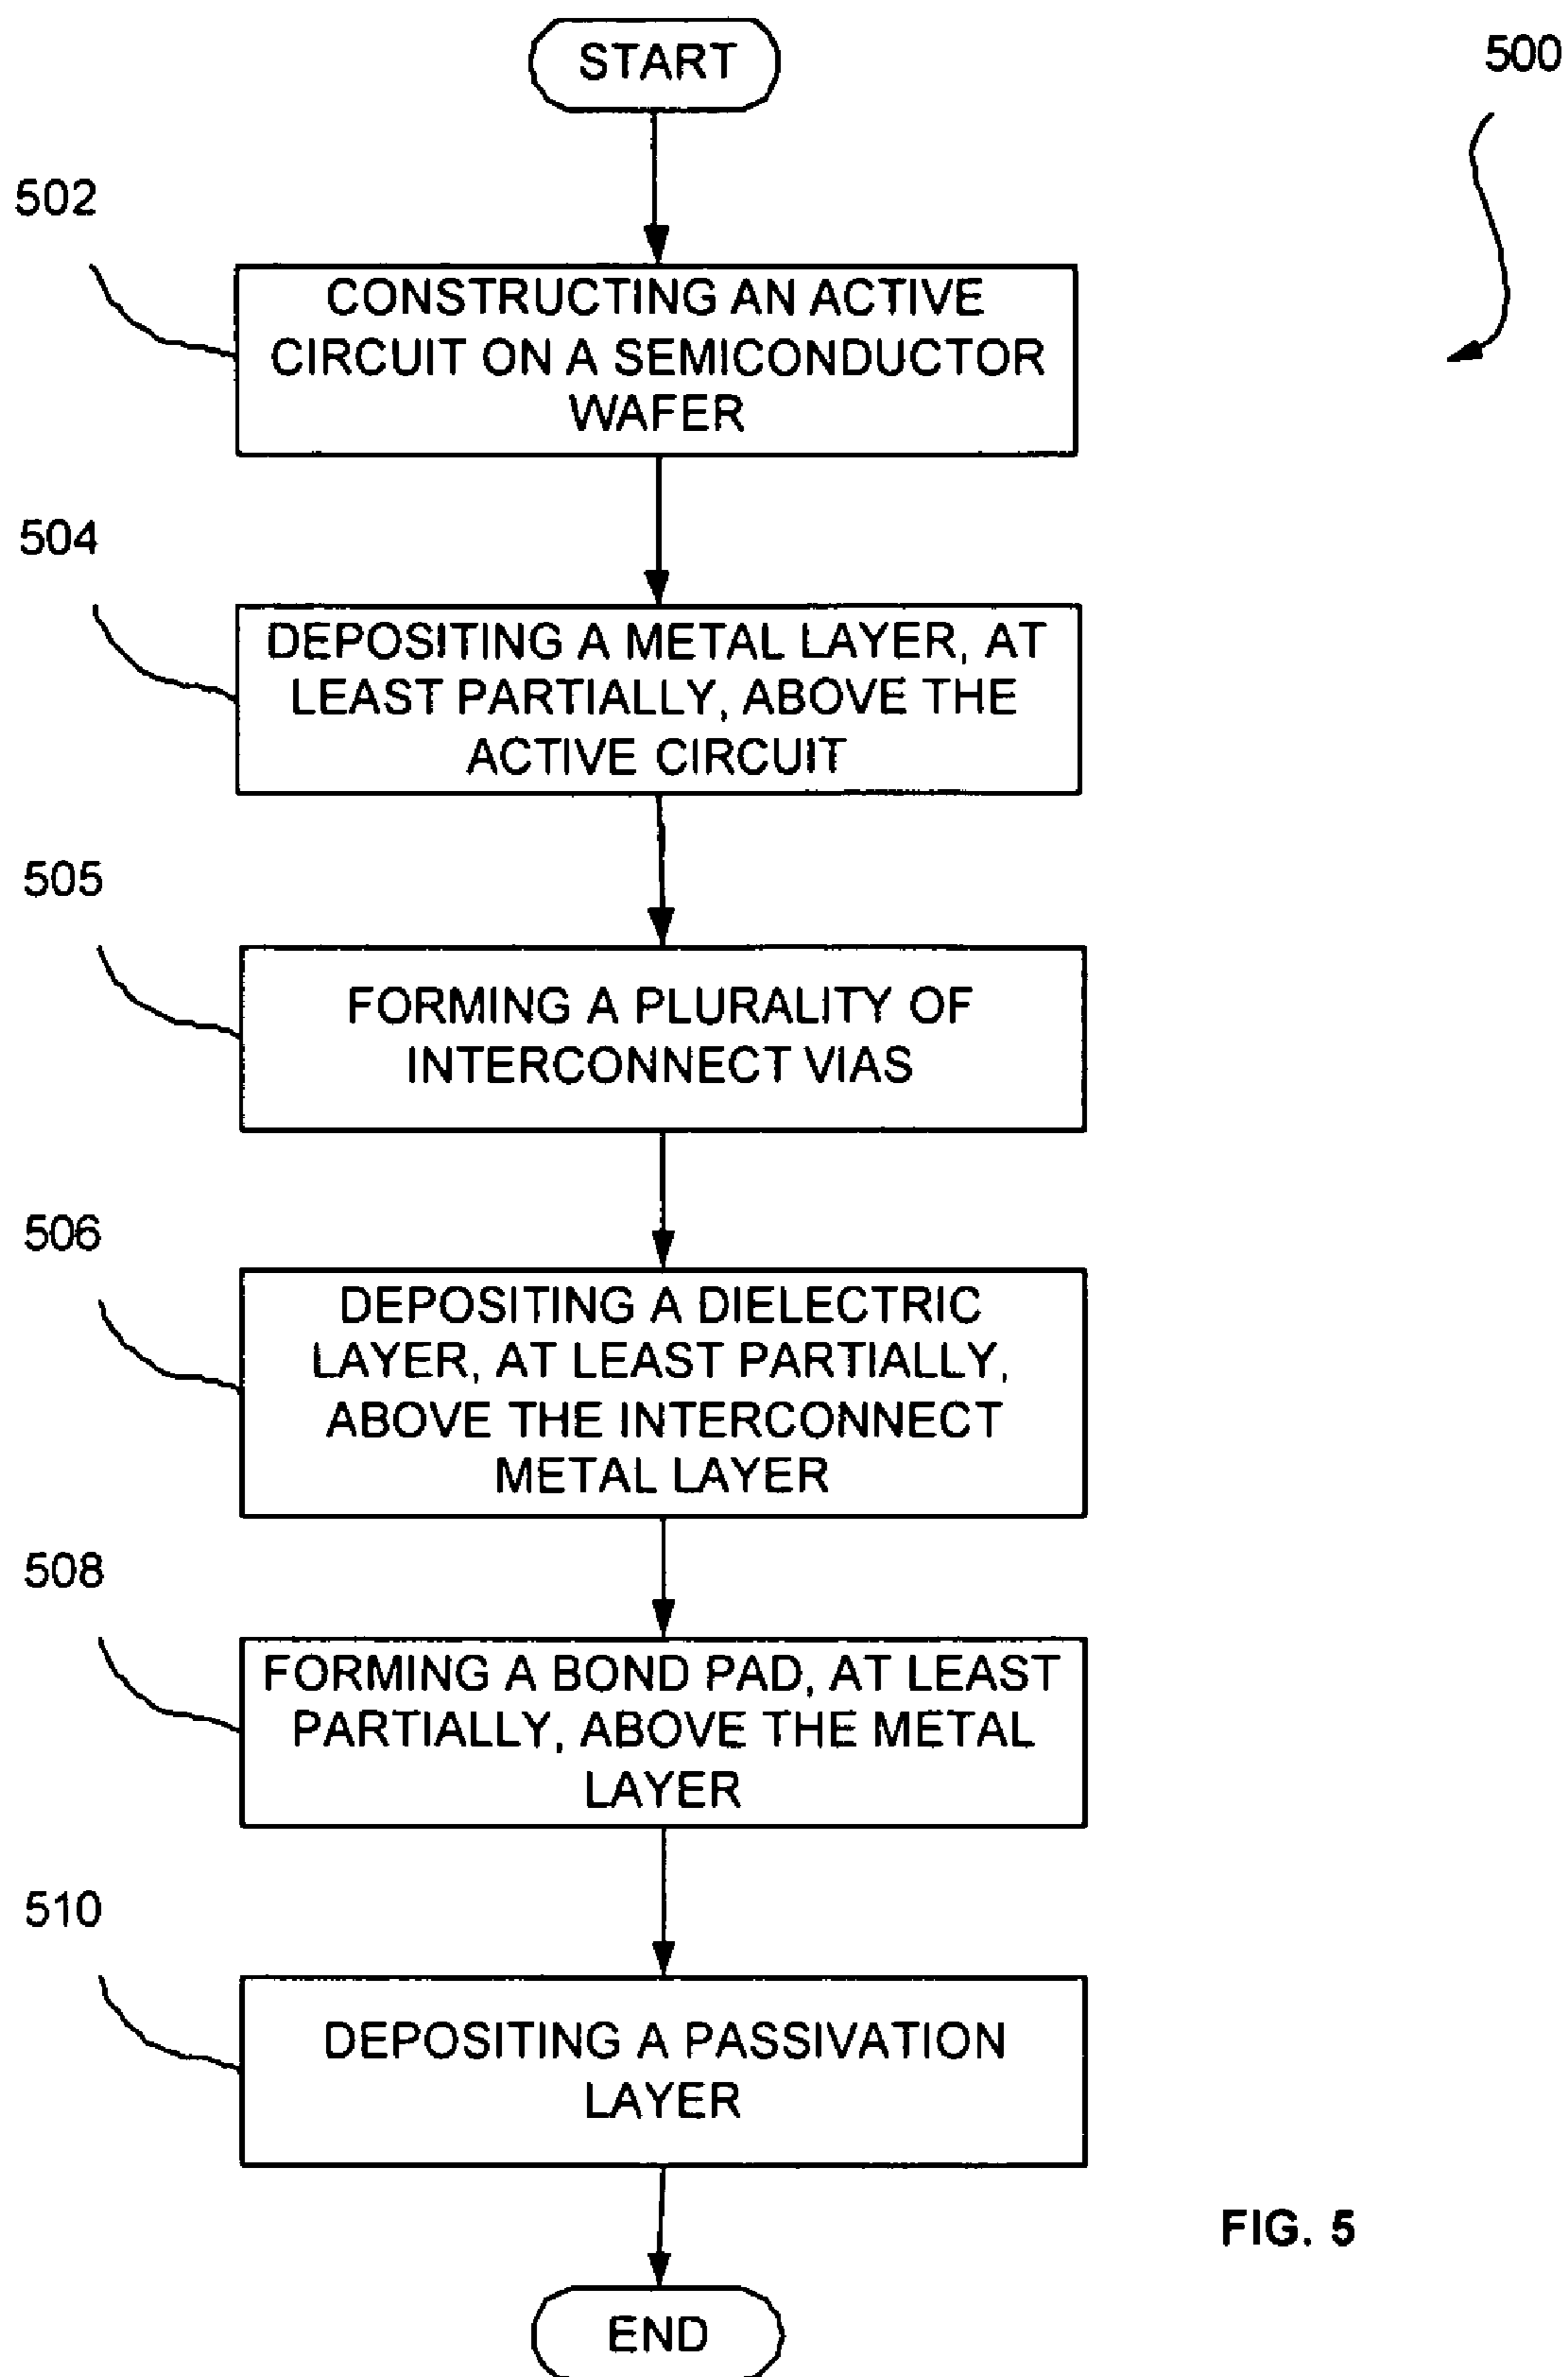 START
500
502
CONSTRUCTING AN ACTIVE
CIRCUIT ON A SEMICONDUCTOR
WAFER
504
DEPOSITING A METAL LAYER, AT
LEAST PARTIALLY, ABOVE THE
ACTIVE CIRCUIT
505
FORMING A PLURALITY OF
INTERCONNECT VIAS
506
DEPOSITING A DIELECTRIC
LAYER, AT LEAST PARTIALLY,
ABOVE THE INTERCONNECT
METAL LAYER
508
FORMING A BOND PAD, AT LEAST
PARTIALLY, ABOVE THE METAL
LAYER
510
DEPOSITING A PASSIVATION
LAYER
FIG. 5
END